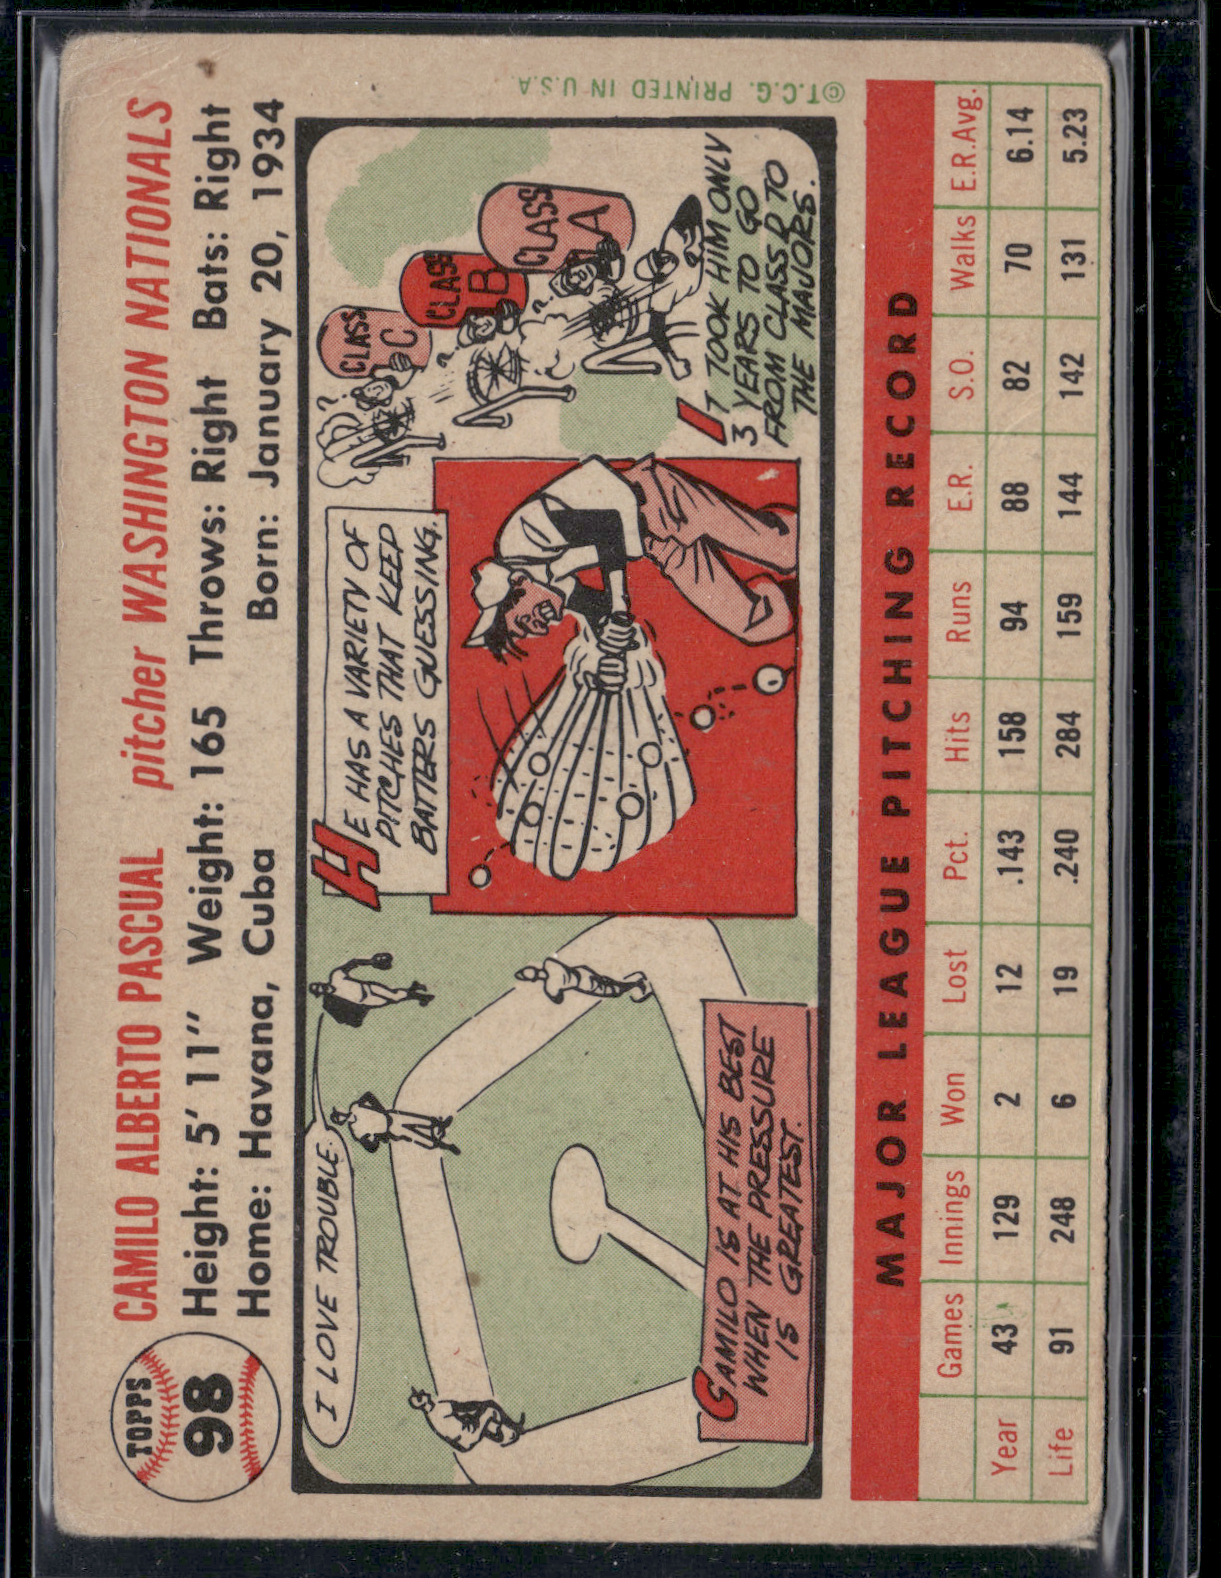 TOPPS
98
CAMILO ALBERTO PASCUAL pitcher WASHINGTON NATIONALS
Height: 5' 11" Weight: 165 Throws: Right Bats: Right
Home: Havana, Cuba Born: January 20, 1934
I LOVE TROUBLE.
CAMILO IS AT HIS BEST
WHEN THE PRESSURE
IS GREATEST.
HE HAS A VARIETY OF
PITCHES THAT KEEP
BATTERS GUESSING.
?
CLASS
C
?
CLASS
B
?
CLASS
A
IT TOOK HIM ONLY
3 YEARS TO GO
FROM CLASS D TO
THE MAJORS.
©T.C.G. PRINTED IN U.S.A.
MAJOR LEAGUE PITCHING RECORD
Games Innings Won Lost Pct. Hits Runs E.R. S.O. Walks E.R.Avg.
Year 43 129 2 12 .143 158 94 88 82 70 6.14
Life 91 248 6 19 .240 284 159 144 142 131 5.23